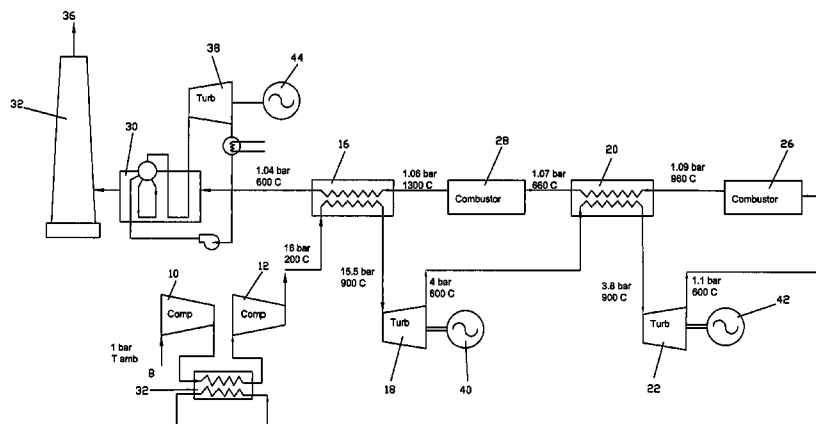 36
38
44
32
Turb
30
16
28
20
26
1.04 bar
600 C
1.06 bar
1300 C
Combustor
1.07 bar
660 C
1.09 bar
960 C
Combustor
16 bar
200 C
10
12
Comp
Comp
15.5 bar
900 C
4 bar
600 C
3.8 bar
900 C
1.1 bar
600 C
42
1 bar
T amb
B
Turb
18
40
Turb
22
32